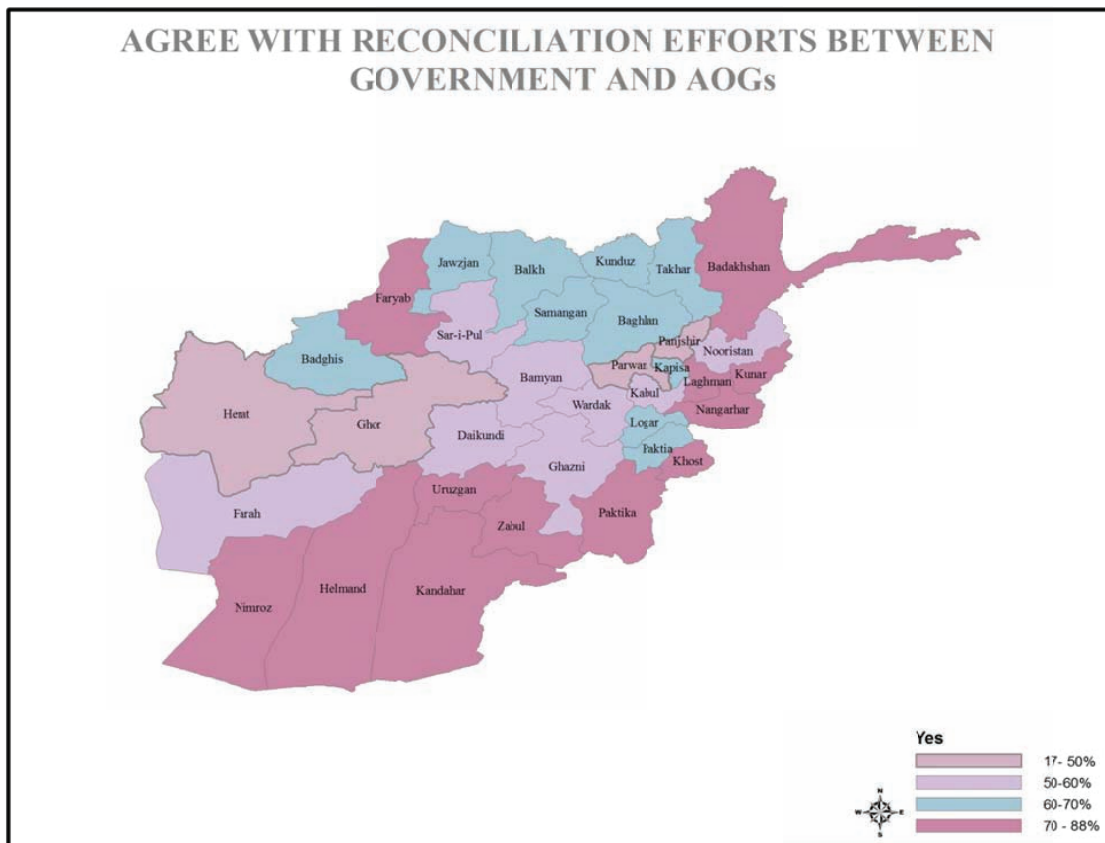 AGREE WITH RECONCILIATION EFFORTS BETWEEN
GOVERNMENT AND AOGs
Jawzjan
Balkh
Kunduz
Takhar
Badakhshan
Faryab
Samangan
Baghlan
Sar-i-Pul
Panjshir
Nooristan
Badghis
Parwan
Kapisa
Bamyan
Laghman
Kunar
Kabul
Wardak
Nangarhar
Herat
Ghor
Logar
Daikundi
Paktia
Ghazni
Khost
Uruzgan
Farah
Zabul
Paktika
Helmand
Kandahar
Nimroz
Yes
17- 50%
50-60%
60-70%
70 - 88%
N
W
E
S